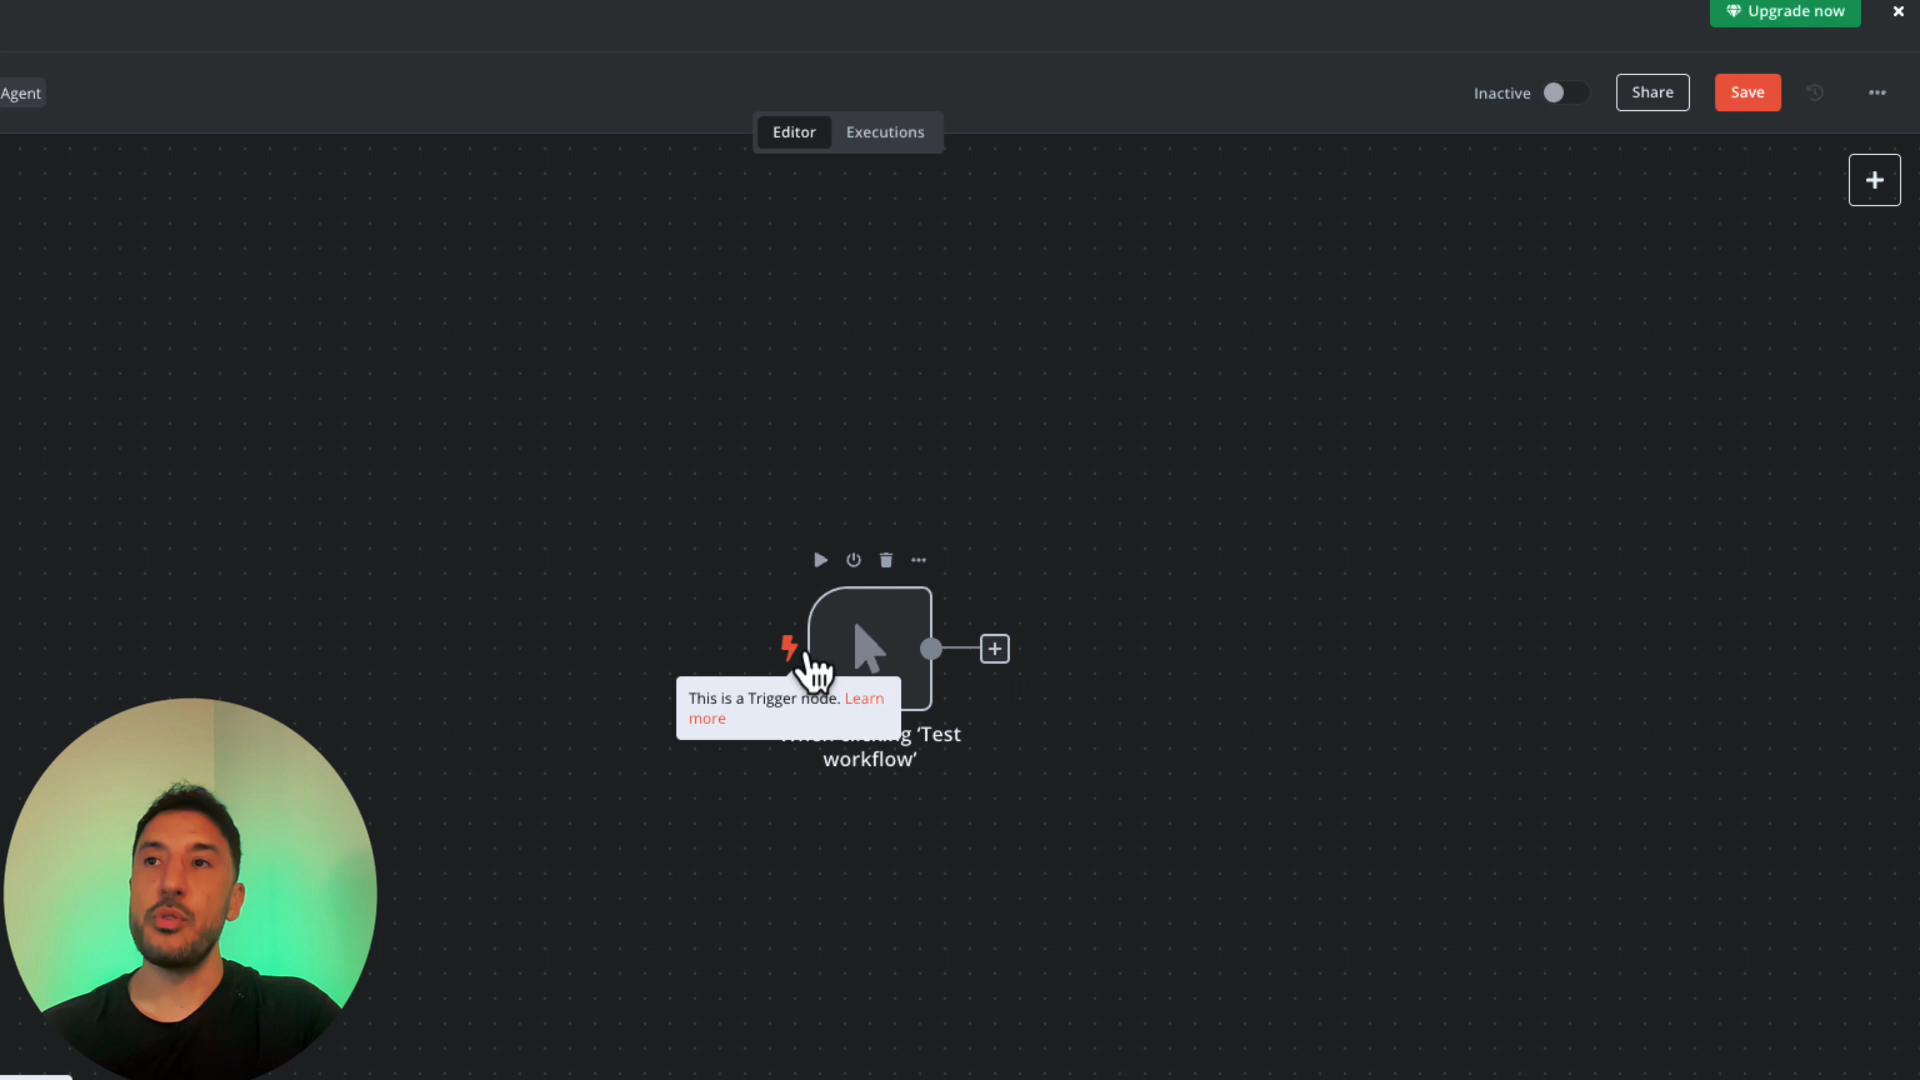 Upgrade now
Agent
Inactive
Share
Save
Editor
Executions
This is a Trigger node. Learn
more
‘Test
workflow’